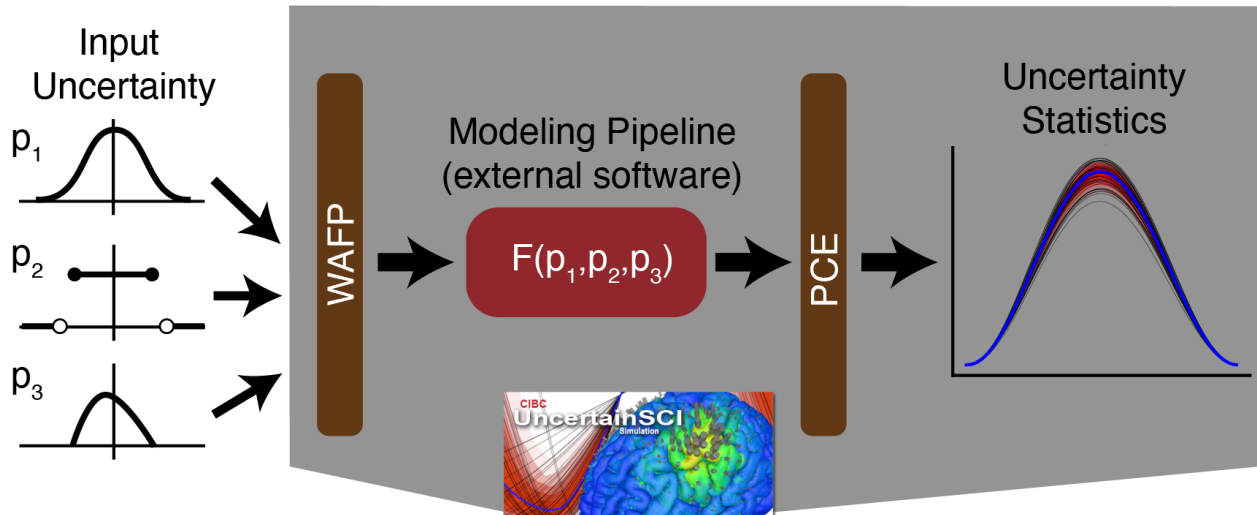 Input
Uncertainty
p1
p2
p3
WAFP
Modeling Pipeline
(external software)
F(p1,p2,p3)
PCE
Uncertainty
Statistics
CIBC
UncertainSCI
Simulation